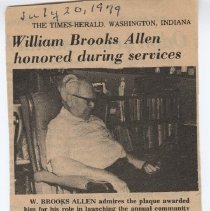 July 20, 1979
THE TIMES-HERALD, WASHINGTON, INDIANA
William Brooks Allen
honored during services
W. BROOKS ALLEN admires the plaque awarded
him for his role in launching the annual community